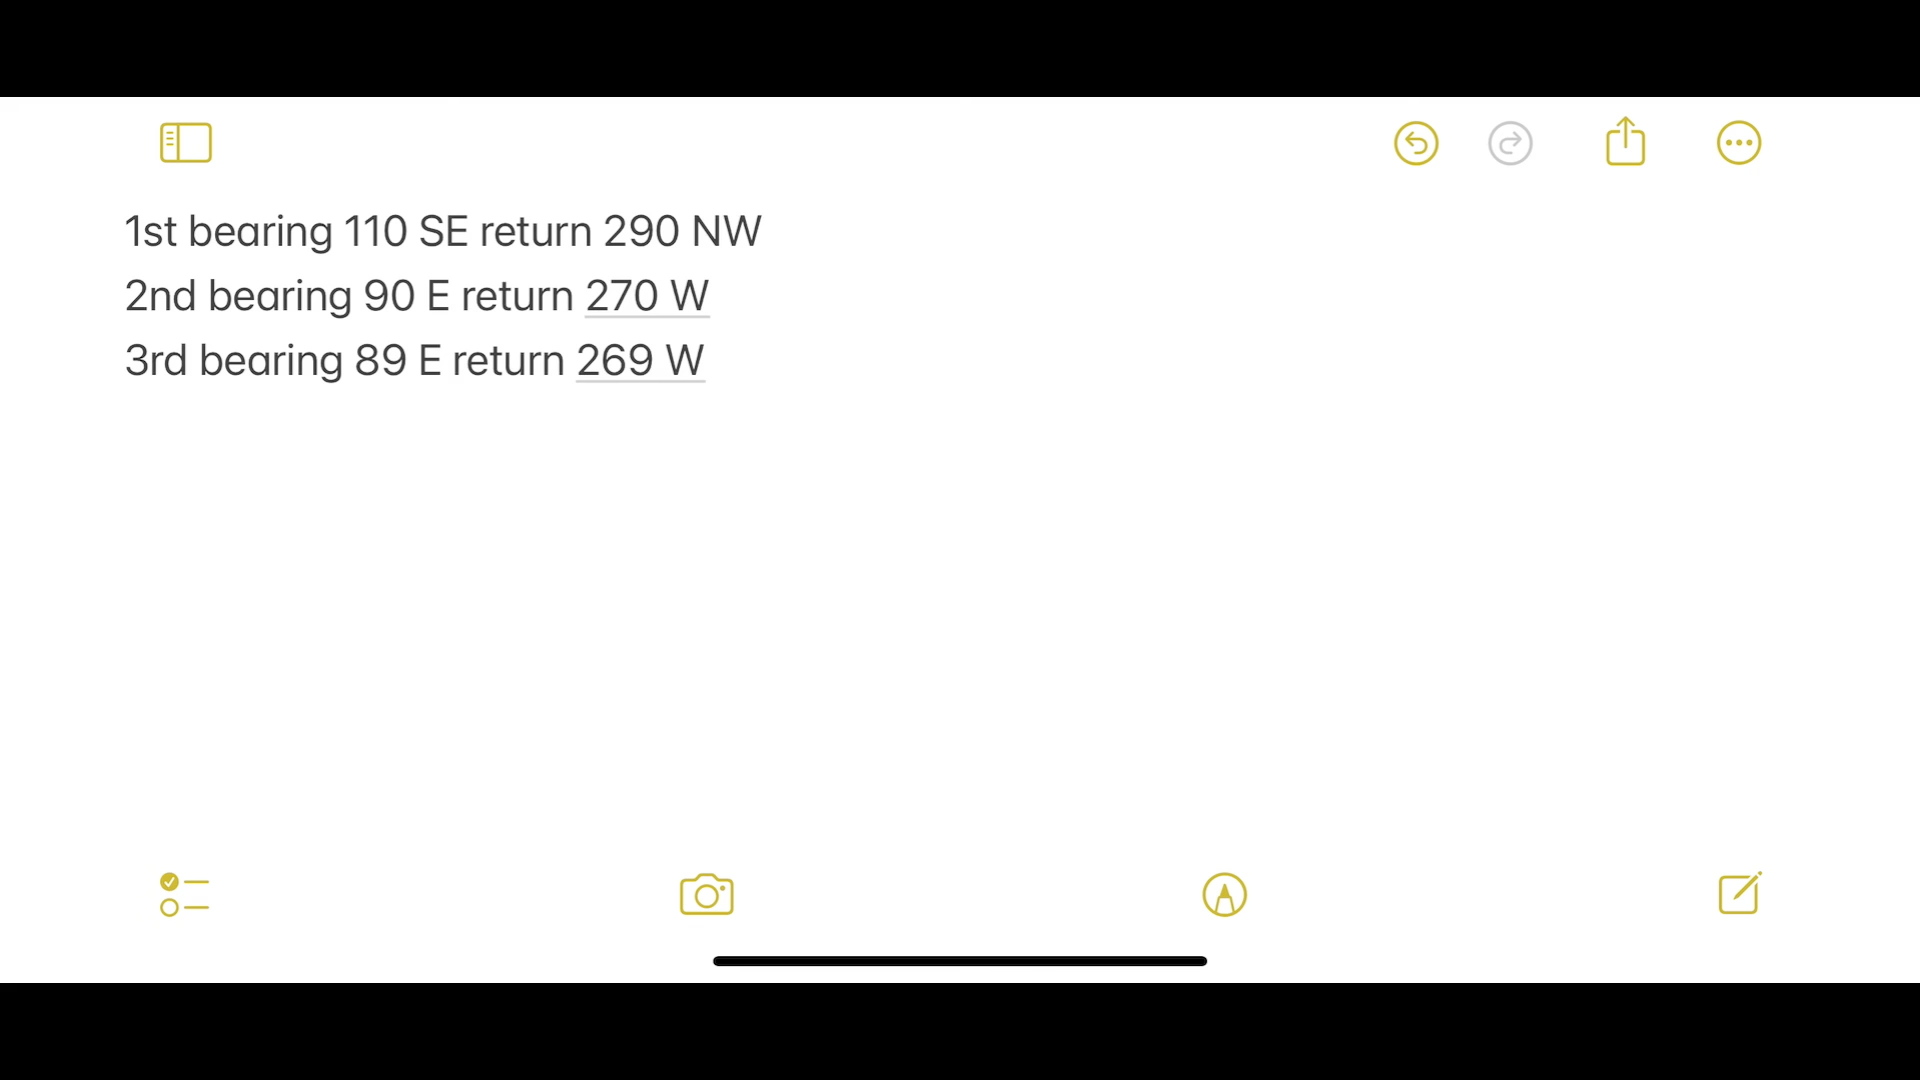 1st bearing 110 SE return 290 NW
2nd bearing 90 E return 270 W
3rd bearing 89 E return 269 W